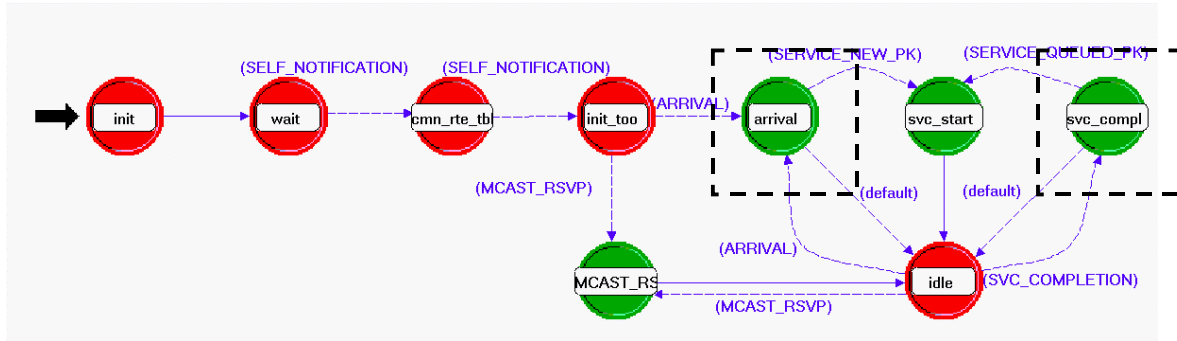 (SERVICE_NEW_PK)
(SERVICE_QUEUED_PK)
(SELF_NOTIFICATION)
(SELF_NOTIFICATION)
(ARRIVAL)
init
wait
cmn_rte_tbl
init_too
arrival
svc_start
svc_compl
(MCAST_RSVP)
(default)
(default)
(ARRIVAL)
MCAST_RS
idle
(SVC_COMPLETION)
(MCAST_RSVP)